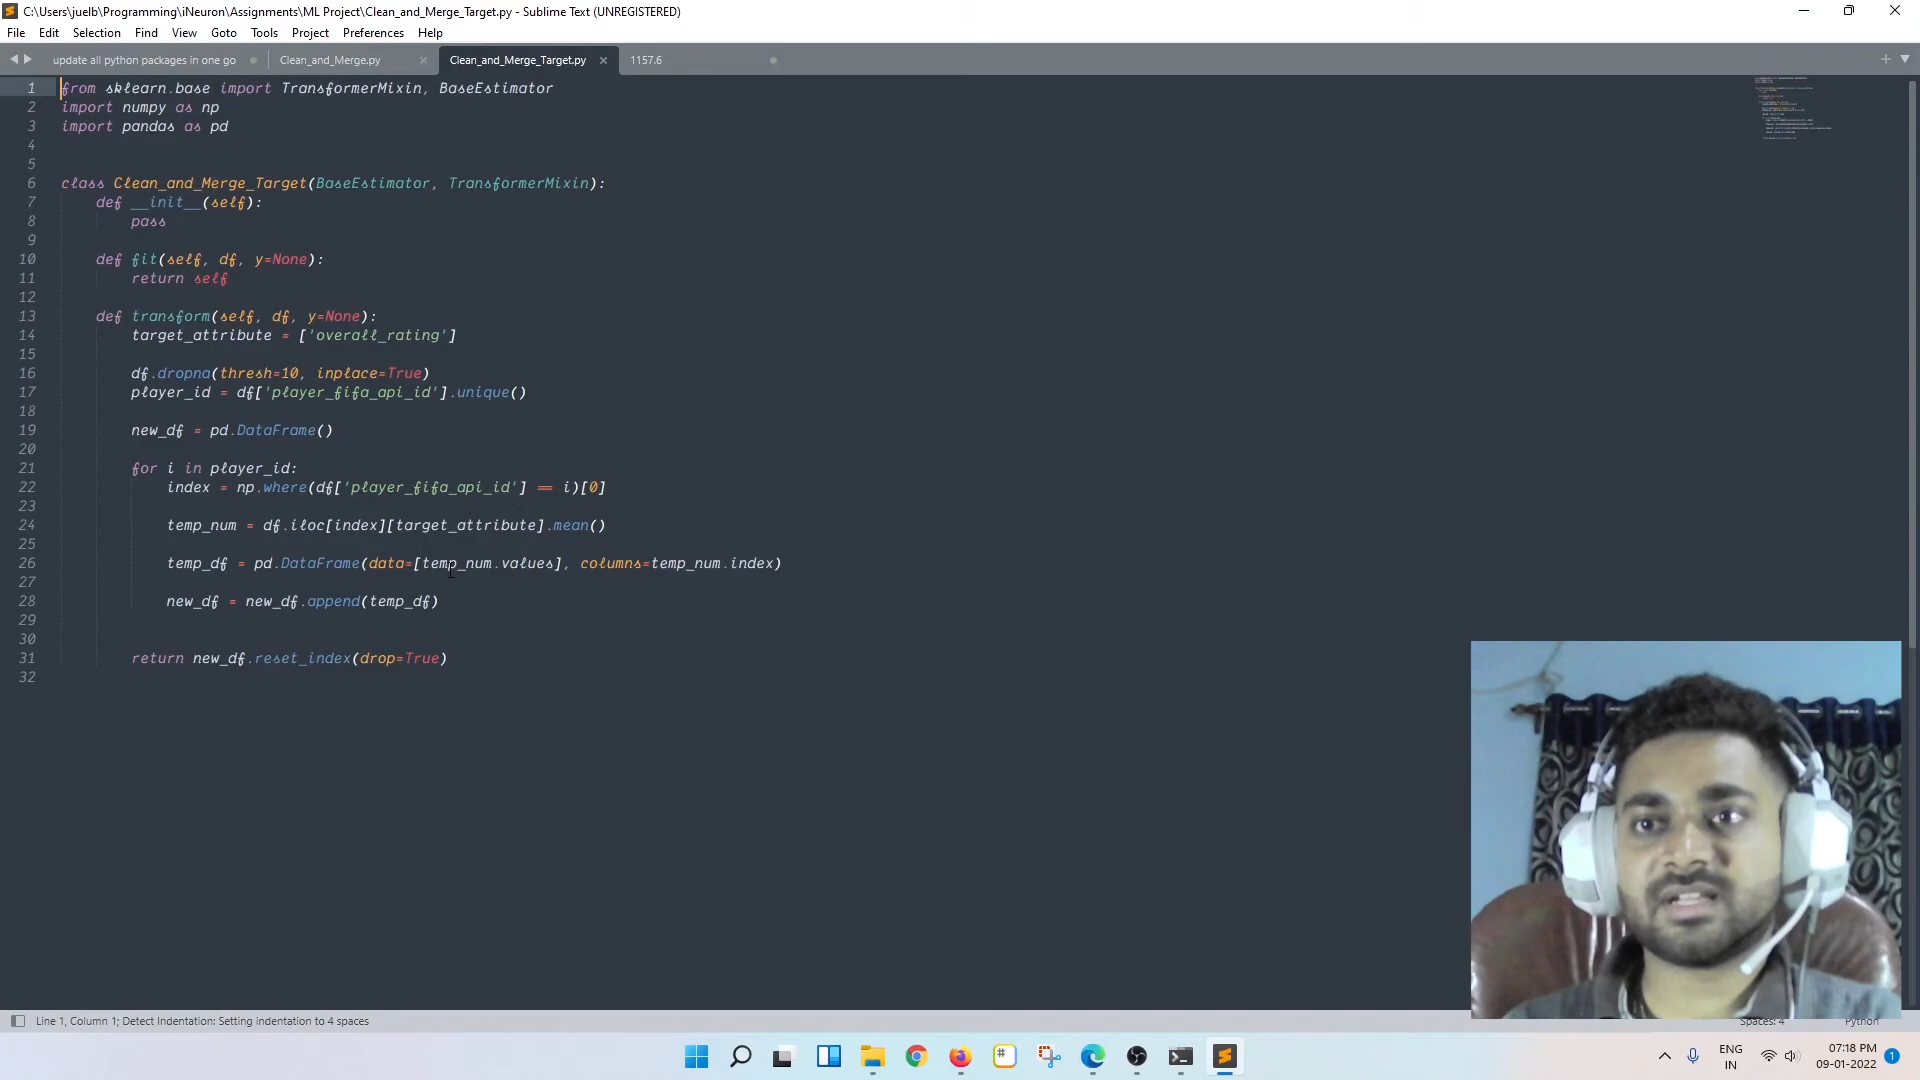 C:\Users\juelb\Programming\iNeuron\Assignments\ML Project\Clean_and_Merge_Target.py - Sublime Text (UNREGISTERED)
File Edit Selection Find View Goto Tools Project Preferences Help
update all python packages in one go Clean_and_Merge.py Clean_and_Merge_Target.py 1157.6
1 from sklearn.base import TransformerMixin, BaseEstimator
2 import numpy as np
3 import pandas as pd
4
5
6 class Clean_and_Merge_Target(BaseEstimator, TransformerMixin):
7 def __init__(self):
8 pass
9
10 def fit(self, df, y=None):
11 return self
12
13 def transform(self, df, y=None):
14 target_attribute = ['overall_rating']
15
16 df.dropna(thresh=10, inplace=True)
17 player_id = df['player_fifa_api_id'].unique()
18
19 new_df = pd.DataFrame()
20
21 for i in player_id:
22 index = np.where(df['player_fifa_api_id'] == i)[0]
23
24 temp_num = df.iloc[index][target_attribute].mean()
25
26 temp_df = pd.DataFrame(data=[temp_num.values], columns=temp_num.index)
27
28 new_df = new_df.append(temp_df)
29
30
31 return new_df.reset_index(drop=True)
32
Line 1, Column 1; Detect Indentation: Setting indentation to 4 spaces
Spaces: 4 Python
ENG
IN
07:18 PM
09-01-2022
1